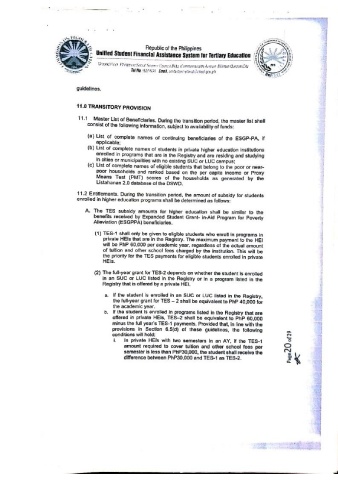 Republic of the Philippines
Unified Student Financial Assistance System for Tertiary Education
guidelines.
11.0 TRANSITORY PROVISION
11.1 Master List of Beneficiaries. During the transition period, the master list shall
consist of the following information, subject to availability of funds:
(a) List of complete names of continuing beneficiaries of the ESGP-PA, if
applicable;
(b) List of complete names of students in private higher education institutions
enrolled in programs that are in the Registry and are residing and studying
in cities or municipalities with no existing SUC or LUC campus;
(c) List of complete names of eligible students that belong to the poor or near-
poor households and ranked based on the per capita income or Proxy
Means Test (PMT) scores of the households as generated by the
Listahanan 2.0 database of the DSWD.
11.2 Entitlements. During the transition period, the amount of subsidy for students
enrolled in higher education programs shall be determined as follows:
A. The TES subsidy amounts for higher education shall be similar to the
benefits received by Expanded Student Grant- In-Aid Program for Poverty
Alleviation (ESGPPA) beneficiaries.
(1) TES-1 shall only be given to eligible students who enroll in programs in
private HEIs that are in the Registry. The maximum payment to the HEI
will be PhP 60,000 per academic year, regardless of the actual amount
of tuition and other school fees charged by the institution. This will be
the priority for the TES payments for eligible students enrolled in private
HEIs.
(2) The full-year grant for TES-2 depends on whether the student is enrolled
in an SUC or LUC listed in the Registry or in a program listed in the
Registry that is offered by a private HEI.
a. If the student is enrolled in an SUC or LUC listed in the Registry,
the full-year grant for TES – 2 shall be equivalent to PhP 40,000 for
the academic year.
b. If the student is enrolled in programs listed in the Registry that are
offered in private HEIs, TES-2 shall be equivalent to PhP 60,000
minus the full year's TES-1 payments. Provided that, in line with the
provisions in Section 8.5(d) of these guidelines, the following
conditions will hold:
i. In private HEIs with two semesters in an AY, if the TES-1
amount required to cover tuition and other school fees per
semester is less than PhP30,000, the student shall receive the
difference between PhP30,000 and TES-1 as TES-2.
Page 20 of 29